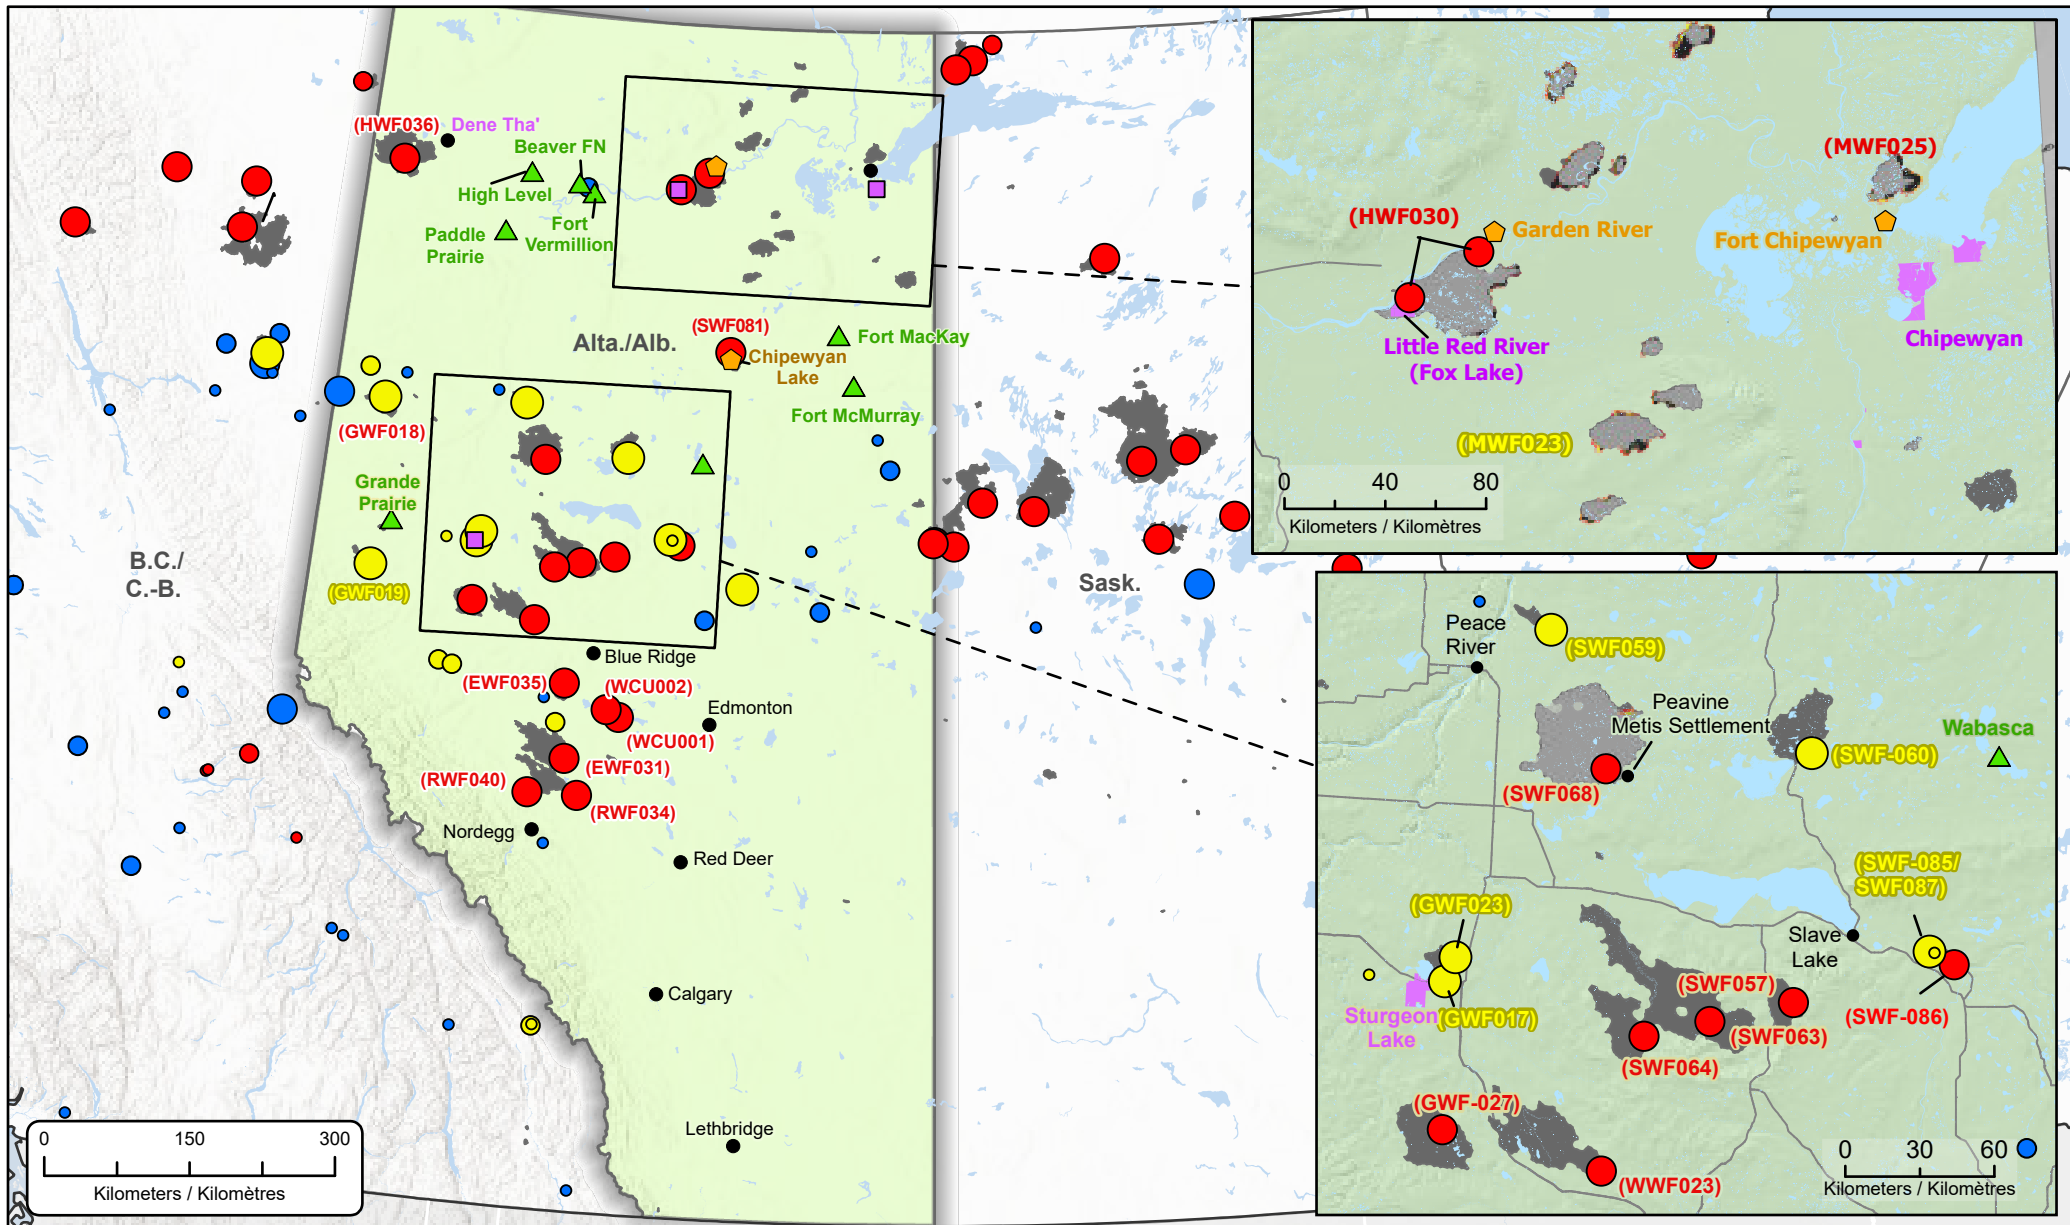 (HWF036)
Dene Tha'
Beaver FN
High Level
Fort
Vermillion
Paddle
Prairie
Alta./Alb.
(SWF081)
Chipewyan
Lake
Fort MacKay
Fort McMurray
(GWF018)
Grande
Prairie
(GWF019)
B.C./
C.-B.
Sask.
Blue Ridge
(EWF035)
(WCU002)
Edmonton
(WCU001)
(EWF031)
(RWF040)
(RWF034)
Nordegg
Red Deer
Calgary
Lethbridge
0 150 300
Kilometers / Kilomètres
(MWF025)
(HWF030)
Garden River
Fort Chipewyan
Little Red River
(Fox Lake)
Chipewyan
(MWF023)
0 40 80
Kilometers / Kilomètres
Peace
River
(SWF059)
Peavine
Metis Settlement
Wabasca
(SWF-060)
(SWF068)
(SWF-085/
SWF087)
(GWF023)
Slave
Lake
(SWF057)
Sturgeon
Lake
(GWF017)
(SWF063)
(SWF-086)
(SWF064)
(GWF-027)
(WWF023)
0 30 60
Kilometers / Kilomètres